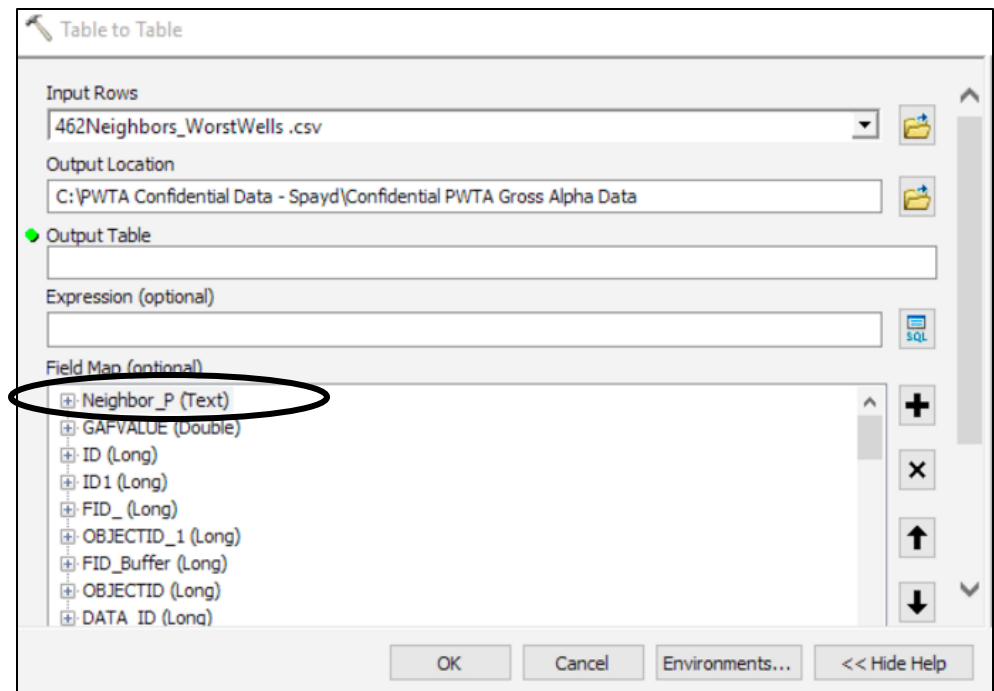 Table to Table
Input Rows
462Neighbors_WorstWells .csv
Output Location
C:\PWTA Confidential Data - Spayd\Confidential PWTA Gross Alpha Data
Output Table
Expression (optional)
SQL
Field Map (optional)
Neighbor_P (Text)
GAFVALUE (Double)
ID (Long)
ID1 (Long)
FID_ (Long)
OBJECTID_1 (Long)
FID_Buffer (Long)
OBJECTID (Long)
DATA_ID (Long)
OK Cancel Environments... << Hide Help